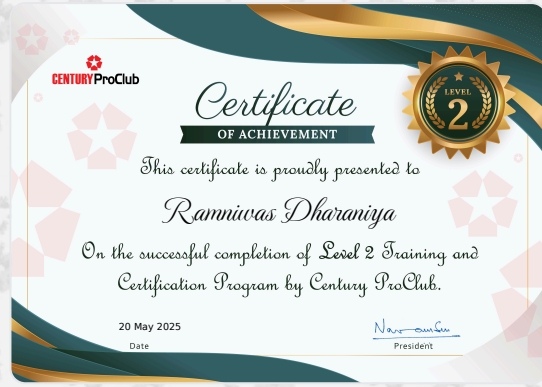 CENTURY ProClub
LEVEL
2
Certificate
OF ACHIEVEMENT
This certificate is proudly presented to
Ramniwas Dharaniya
On the successful completion of Level 2 Training and
Certification Program by Century ProClub.
20 May 2025
Date
President